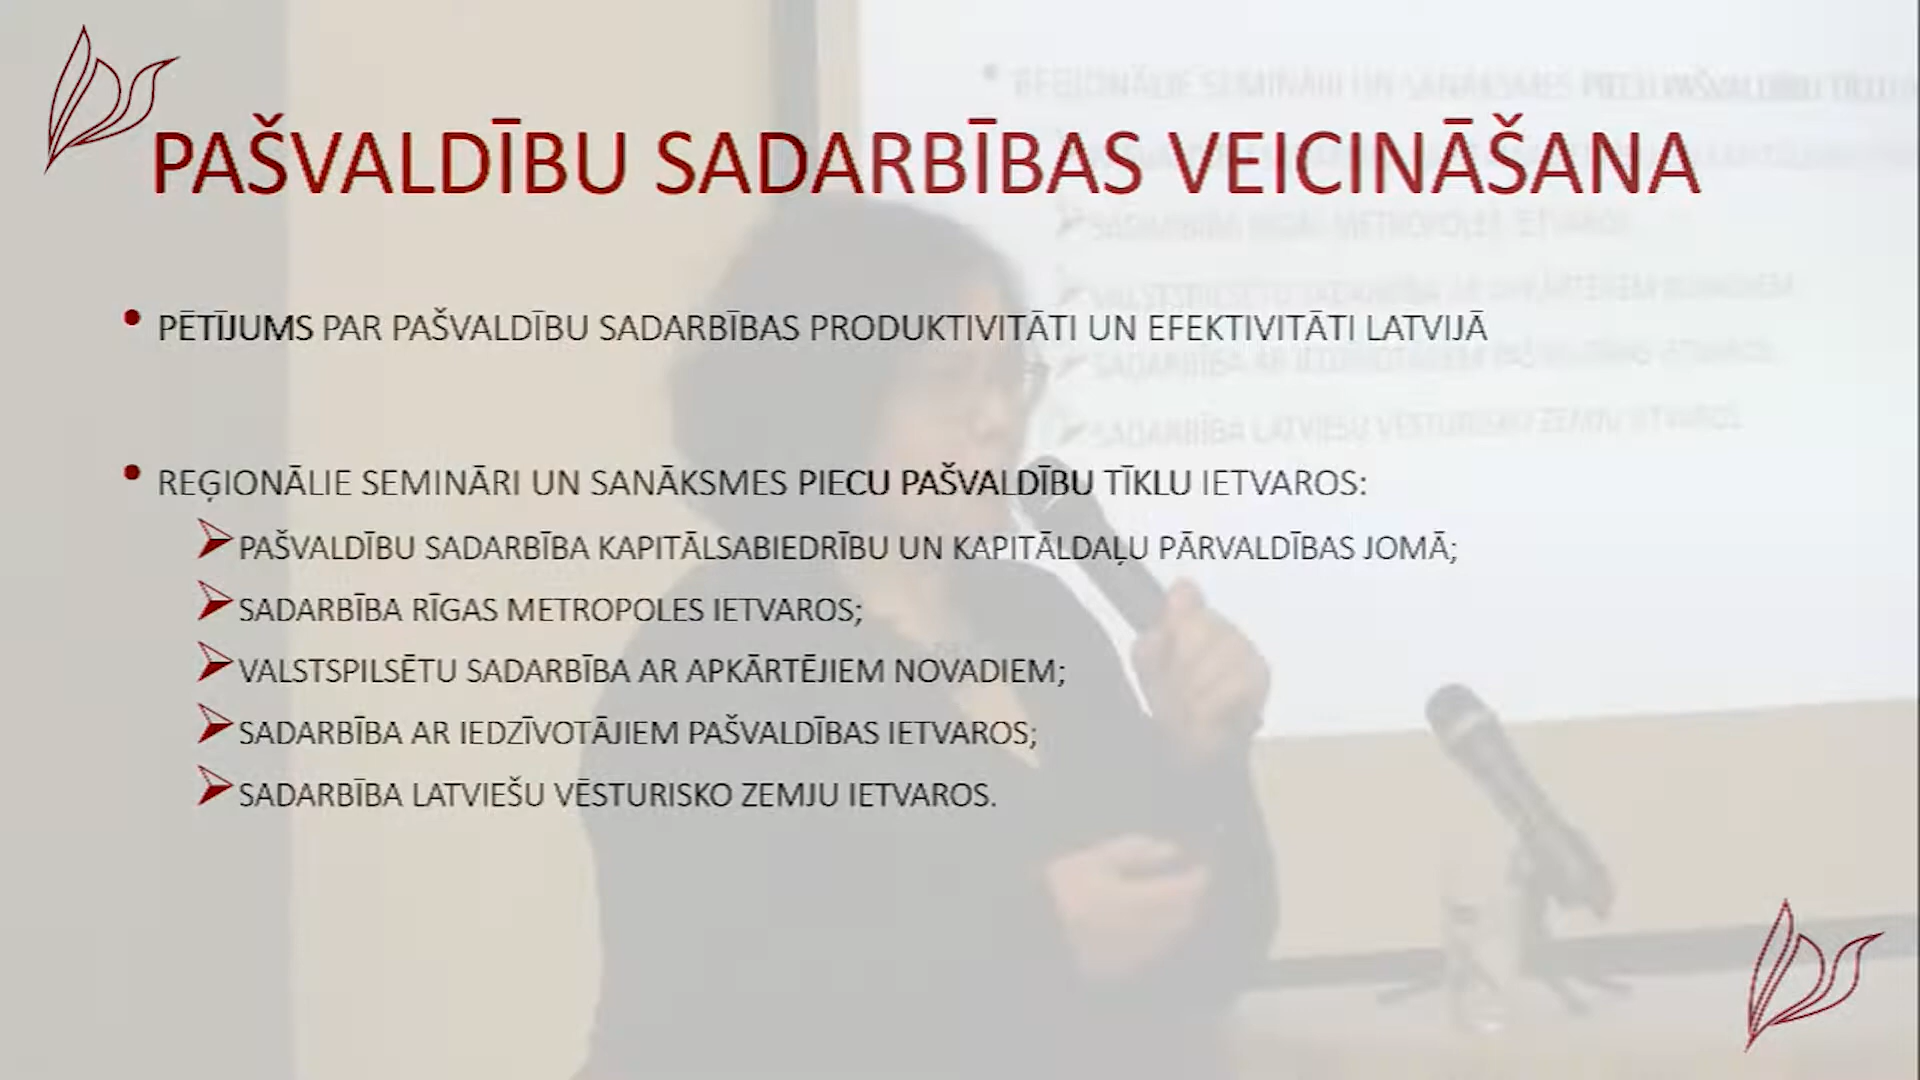 PAŠVALDĪBU SADARBĪBAS VEICINĀŠANA
• PĒTĪJUMS PAR PAŠVALDĪBU SADARBĪBAS PRODUKTIVITĀTI UN EFEKTIVITĀTI LATVIJĀ
• REĢIONĀLIE SEMINĀRI UN SANĀKSMES PIECU PAŠVALDĪBU TĪKLU IETVAROS:
➢ PAŠVALDĪBU SADARBĪBA KAPITĀLSABIEDRĪBU UN KAPITĀLDAĻU PĀRVALDĪBAS JOMĀ;
➢ SADARBĪBA RĪGAS METROPOLES IETVAROS;
➢ VALSTSPILSĒTU SADARBĪBA AR APKĀRTĒJIEM NOVADIEM;
➢ SADARBĪBA AR IEDZĪVOTĀJIEM PAŠVALDĪBAS IETVAROS;
➢ SADARBĪBA LATVIEŠU VĒSTURISKO ZEMJU IETVAROS.